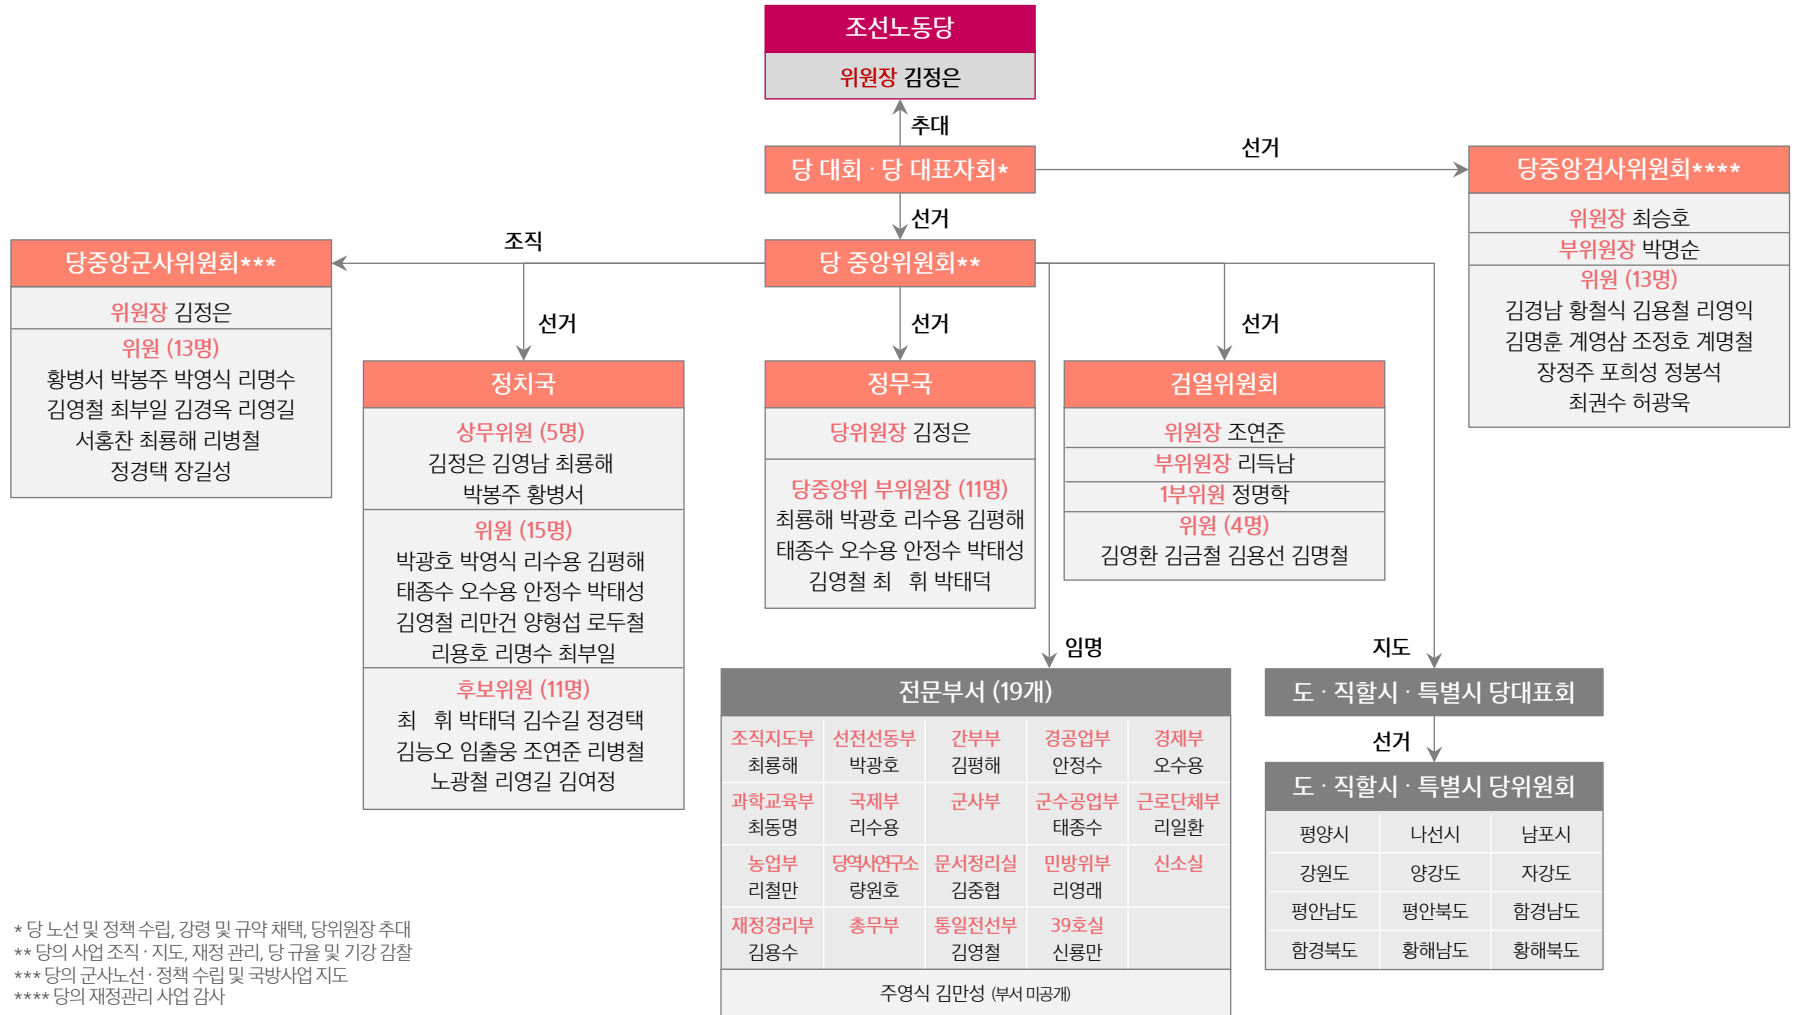 조선노동당
위원장 김정은
추대
당 대회 · 당 대표자회*
선거
선거
당중앙검사위원회****
위원장 최승호
부위원장 박명순
위원 (13명)
김경남 황철식 김용철 리영익
김명훈 계영삼 조정호 계명철
장정주 포희성 정봉석
최권수 허광욱
당 중앙위원회**
조직
당중앙군사위원회***
위원장 김정은
위원 (13명)
황병서 박봉주 박영식 리명수
김영철 최부일 김경옥 리영길
서홍찬 최룡해 리병철
정경택 장길성
선거
정치국
상무위원 (5명)
김정은 김영남 최룡해
박봉주 황병서
위원 (15명)
박광호 박영식 리수용 김평해
태종수 오수용 안정수 박태성
김영철 리만건 양형섭 로두철
리용호 리명수 최부일
후보위원 (11명)
최 휘 박태덕 김수길 정경택
김능오 임출웅 조연준 리병철
노광철 리영길 김여정
선거
정무국
당위원장 김정은
당중앙위 부위원장 (11명)
최룡해 박광호 리수용 김평해
태종수 오수용 안정수 박태성
김영철 최 휘 박태덕
선거
검열위원회
위원장 조연준
부위원장 리득남
1부위원 정명학
위원 (4명)
김영환 김금철 김용선 김명철
임명
전문부서 (19개)
조직지도부 선전선동부 간부부 경공업부 경제부
최룡해 박광호 김평해 안정수 오수용
과학교육부 국제부 군사부 군수공업부 근로단체부
최동명 리수용 태종수 리일환
농업부 당역사연구소 문서정리실 민방위부 신소실
리철만 량원호 김중협 리영래
재정경리부 총무부 통일전선부 39호실
김용수 김영철 신룡만
주영식 김만성 (부서 미공개)
지도
도 · 직할시 · 특별시 당대표회
선거
도 · 직할시 · 특별시 당위원회
평양시 나선시 남포시
강원도 양강도 자강도
평안남도 평안북도 함경남도
함경북도 황해남도 황해북도
* 당 노선 및 정책 수립, 강령 및 규약 채택, 당위원장 추대
** 당의 사업 조직 · 지도, 재정 관리, 당 규율 및 기강 감찰
*** 당의 군사노선 · 정책 수립 및 국방사업 지도
**** 당의 재정관리 사업 감사